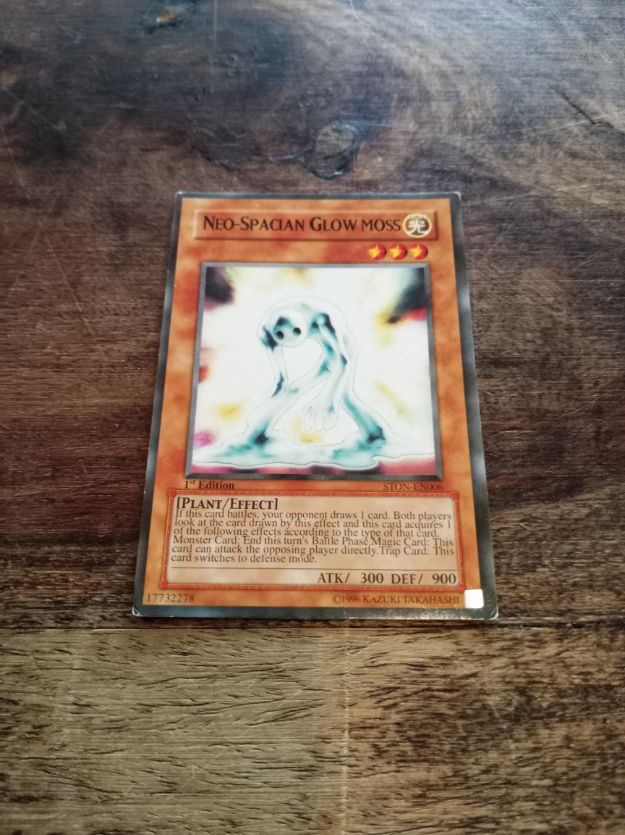 NEO-SPACIAN GLOW MOSS 光
1st Edition STON-EN006
[PLANT/EFFECT]
If this card battles, your opponent draws 1 card. Both players
look at the card drawn by this effect and this card acquires 1
of the following effects according to the type of that card.
Monster Card: End this turn's Battle Phase.Magic Card: This
card can attack the opposing player directly.Trap Card: This
card switches to defense mode.
ATK/ 300 DEF/ 900
17732278 ©1996 KAZUKI TAKAHASHI